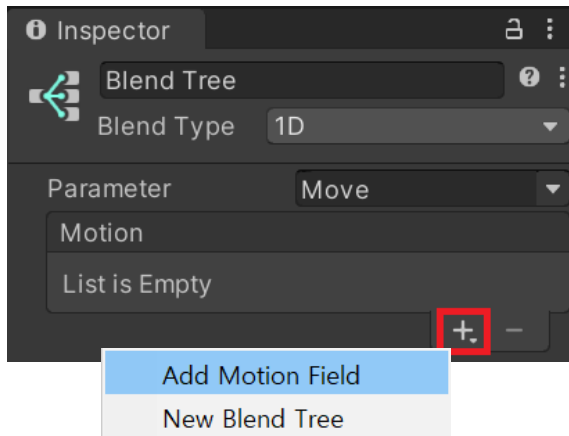 Inspector
Blend Tree
Blend Type 1D
Parameter Move
Motion
List is Empty
Add Motion Field
New Blend Tree